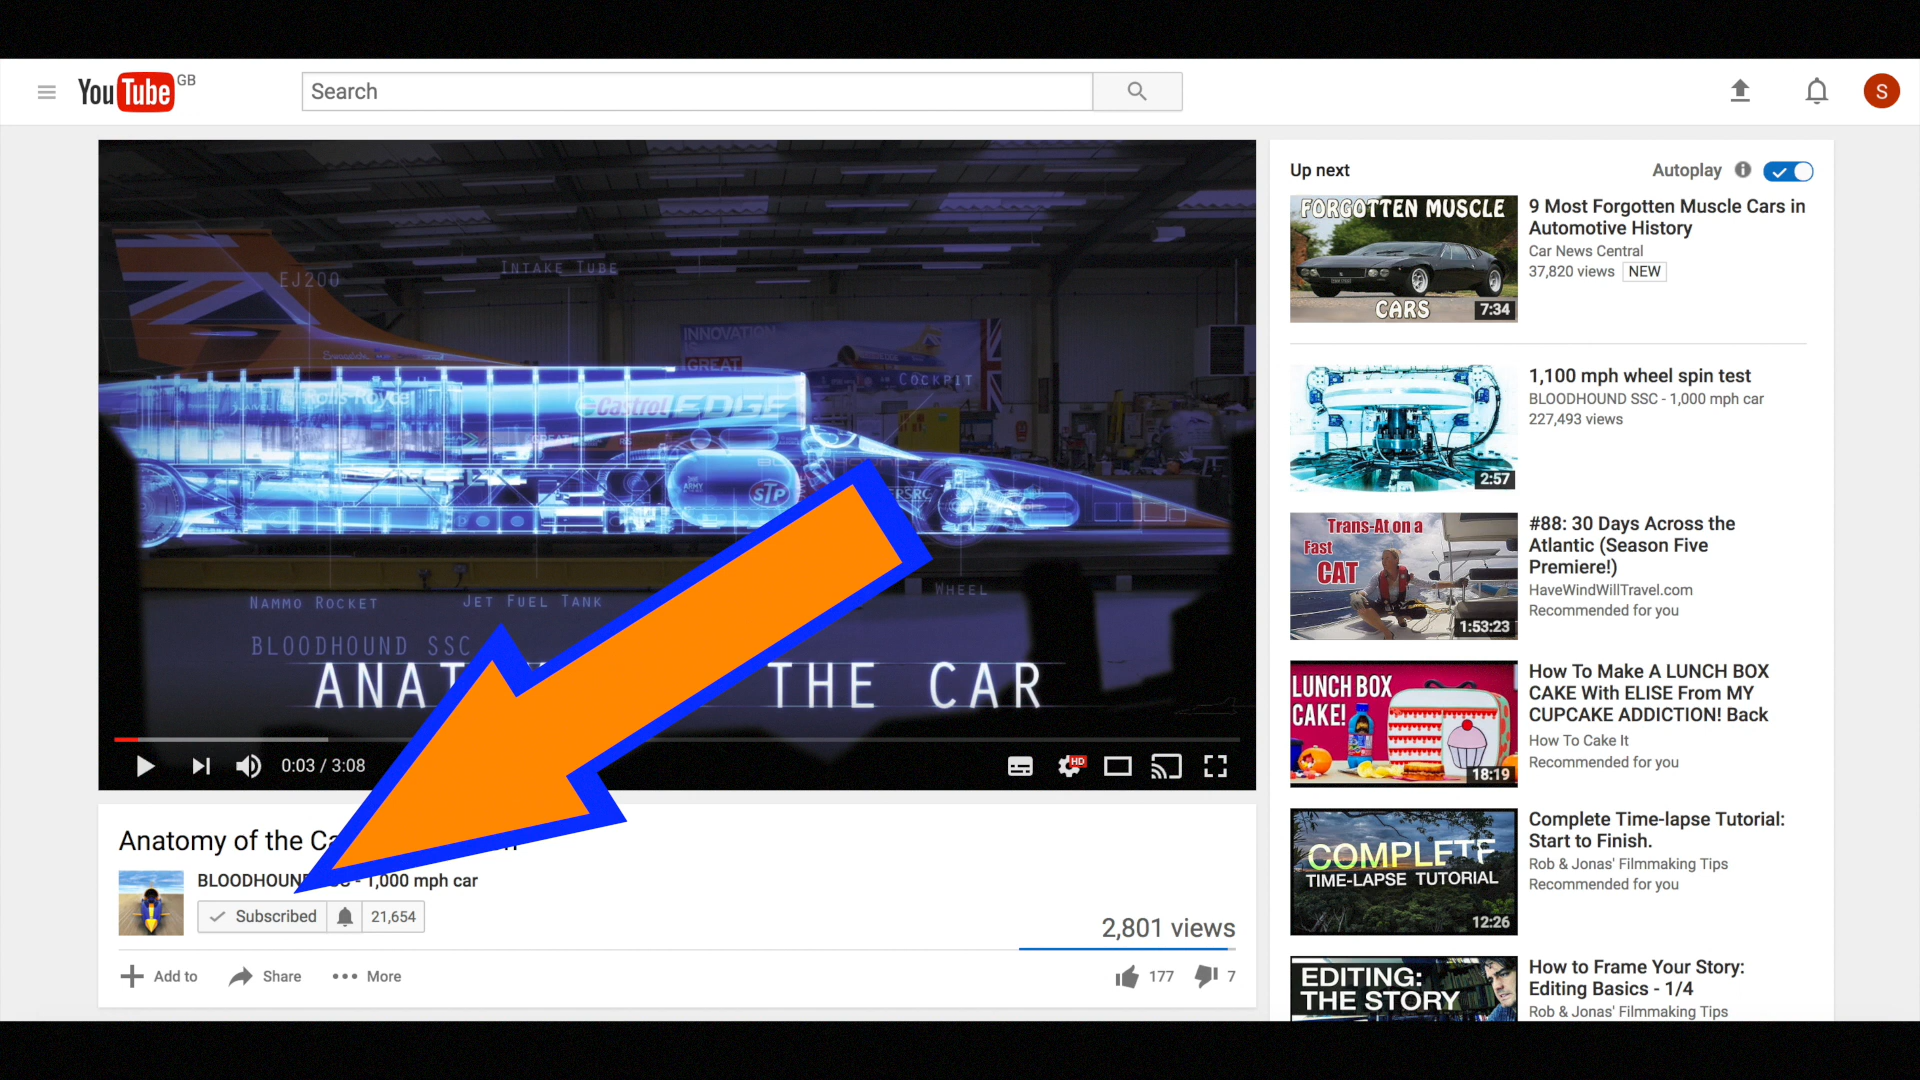 YouTube GB
Search
S
EJ200
INTAKE TUBE
INNOVATION
IS
GREAT
COCKPIT
Rolls-Royce
Castrol EDGE
GREAT
ARMY
STP
WHEEL
NAMMO ROCKET
JET FUEL TANK
BLOODHOUND SSC
THE CAR
0:03 / 3:08
HD
Anatomy of the
BLOODHOUND SSC - 1,000 mph car
Subscribed
21,654
2,801 views
Add to
Share
More
177
7
Up next
Autoplay
FORGOTTEN MUSCLE
CARS
7:34
9 Most Forgotten Muscle Cars in
Automotive History
Car News Central
37,820 views NEW
2:57
1,100 mph wheel spin test
BLOODHOUND SSC - 1,000 mph car
227,493 views
Trans-At on a
Fast
CAT
1:53:23
#88: 30 Days Across the
Atlantic (Season Five
Premiere!)
HaveWindWillTravel.com
Recommended for you
LUNCH BOX
CAKE!
18:19
How To Make A LUNCH BOX
CAKE With ELISE From MY
CUPCAKE ADDICTION! Back
How To Cake It
Recommended for you
COMPLETE
TIME-LAPSE TUTORIAL
12:26
Complete Time-lapse Tutorial:
Start to Finish.
Rob & Jonas' Filmmaking Tips
Recommended for you
EDITING:
THE STORY
How to Frame Your Story:
Editing Basics - 1/4
Rob & Jonas' Filmmaking Tips